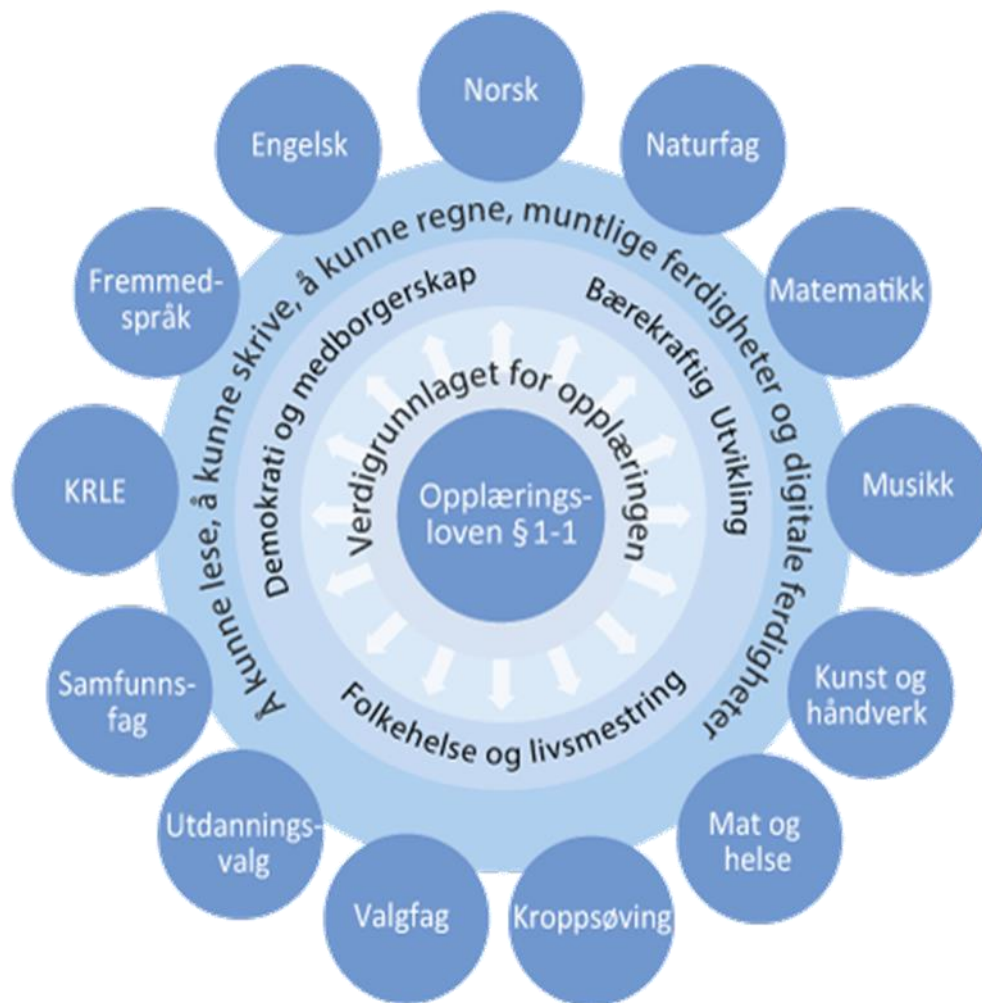 Norsk
Naturfag
Matematikk
Musikk
Kunst og
håndverk
Mat og
helse
Kroppsøving
Valgfag
Utdannings-
valg
Samfunns-
fag
KRLE
Fremmed-
språk
Engelsk
Å kunne lese, å kunne skrive, å kunne regne, muntlige ferdigheter og digitale ferdigheter
Demokrati og medborgerskap
Bærekraftig Utvikling
Folkehelse og livsmestring
Verdigrunnlaget for opplæringen
Opplærings-
loven § 1-1